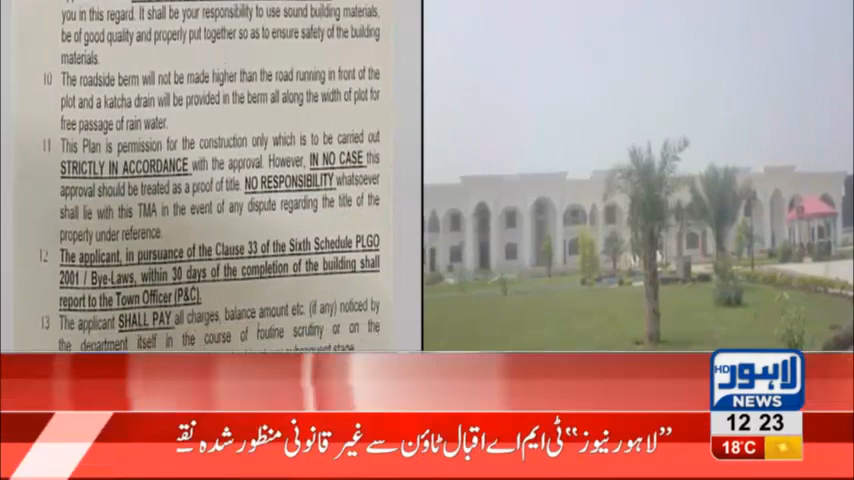 you in this regard. It shall be your responsibility to use sound building materials,
be of good quality and properly put together so as to ensure safety of the building
materials.
10 The roadside berm will not be made higher than the road running in front of the
plot and a katcha drain will be provided in the berm all along the width of plot for
free passage of rain water.
11 This Plan is permission for the construction only which is to be carried out
STRICTLY IN ACCORDANCE with the approval. However, IN NO CASE this
approval should be treated as a proof of title. NO RESPONSIBILITY whatsoever
shall lie with this TMA in the event of any dispute regarding the title of the
property under reference.
12 The applicant, in pursuance of the Clause 33 of the Sixth Schedule PLGO
2001 / Bye-Laws, within 30 days of the completion of the building shall
report to the Town Officer (P&C).
13 The applicant SHALL PAY all charges, balance amount etc. (if any) noticed by
the department itself in the course of routine scrutiny or on the
HD لاہور
NEWS
12 23
18°C
”لاہور نیوز“ ٹی ایم اے اقبال ٹاؤن سے غیر قانونی منظور شدہ نقـ